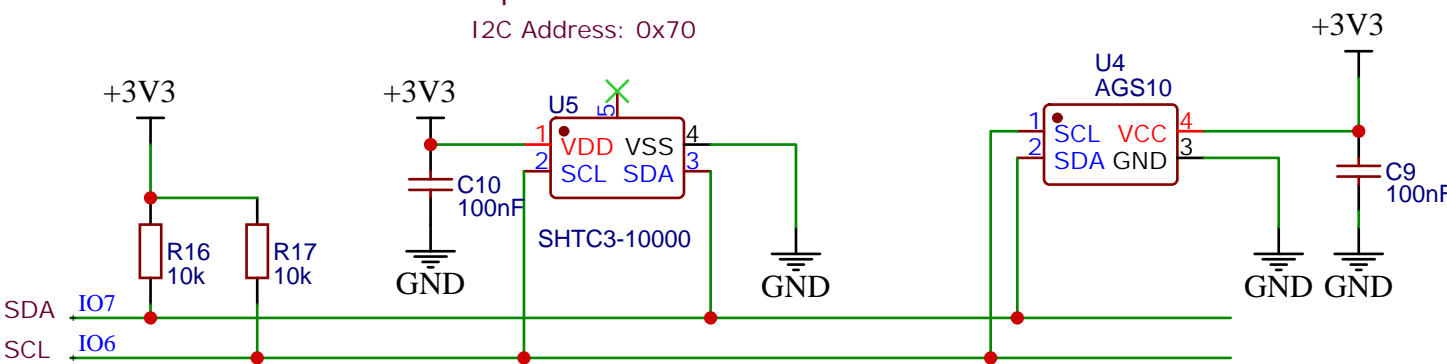 I2C Address: 0x70
+3V3
+3V3
+3V3
U5
5
1
VDD
VSS
4
2
SCL
SDA
3
SHTC3-10000
C10
100nF
GND
GND
U4
AGS10
1
SCL
VCC
4
2
SDA
GND
3
C9
100nF
GND
GND
R16
10k
R17
10k
SDA
IO7
SCL
IO6